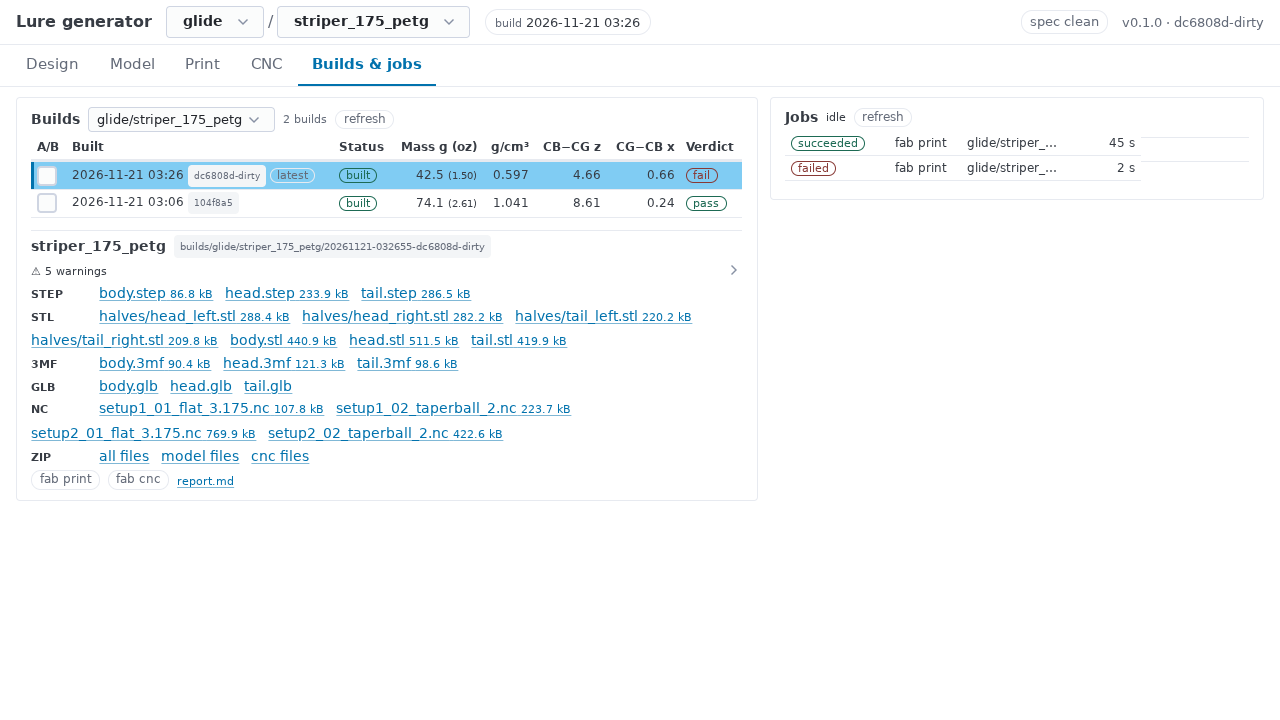 Lure generator glide / striper_175_petg build 2026-11-21 03:26 spec clean v0.1.0 · dc6808d-dirty
Design Model Print CNC Builds & jobs
Builds glide/striper_175_petg 2 builds refresh
A/B Built Status Mass g (oz) g/cm³ CB−CG z CG−CB x Verdict
2026-11-21 03:26 dc6808d-dirty latest built 42.5 (1.50) 0.597 4.66 0.66 fail
2026-11-21 03:06 104f8a5 built 74.1 (2.61) 1.041 8.61 0.24 pass
striper_175_petg builds/glide/striper_175_petg/20261121-032655-dc6808d-dirty
⚠ 5 warnings
STEP body.step 86.8 kB head.step 233.9 kB tail.step 286.5 kB
STL halves/head_left.stl 288.4 kB halves/head_right.stl 282.2 kB halves/tail_left.stl 220.2 kB
halves/tail_right.stl 209.8 kB body.stl 440.9 kB head.stl 511.5 kB tail.stl 419.9 kB
3MF body.3mf 90.4 kB head.3mf 121.3 kB tail.3mf 98.6 kB
GLB body.glb head.glb tail.glb
NC setup1_01_flat_3.175.nc 107.8 kB setup1_02_taperball_2.nc 223.7 kB
setup2_01_flat_3.175.nc 769.9 kB setup2_02_taperball_2.nc 422.6 kB
ZIP all files model files cnc files
fab print fab cnc report.md
Jobs idle refresh
succeeded fab print glide/striper_… 45 s
failed fab print glide/striper_… 2 s